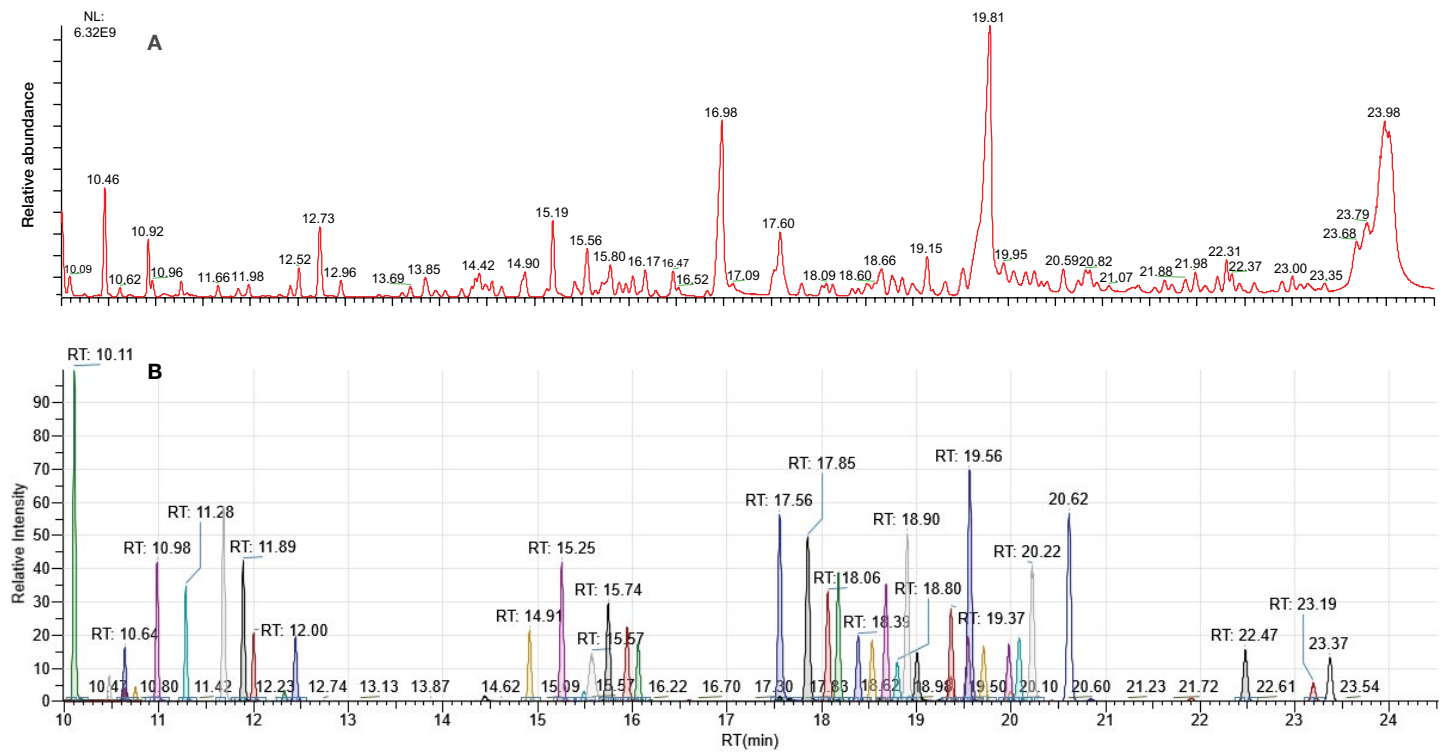 NL:
6.32E9
A
Relative abundance
19.81
16.98
23.98
10.46
12.73
15.19
10.92
17.60
23.79
23.68
15.56
19.15
12.52
15.80
18.66
19.95
22.31
10.09
10.62
10.96
11.66
11.98
12.96
13.69
13.85
14.42
14.90
16.17
16.47
16.52
17.09
18.09
18.60
20.59
20.82
21.07
21.88
21.98
22.37
23.00
23.35
B
RT: 10.11
Relative Intensity
90
80
70
60
50
40
30
20
10
0
RT: 19.56
RT: 17.85
RT: 17.56
20.62
RT: 11.28
RT: 18.90
RT: 10.98
RT: 11.89
RT: 15.25
RT: 20.22
RT: 18.06
RT: 15.74
RT: 18.80
RT: 23.19
RT: 10.64
RT: 12.00
RT: 14.91
RT: 15.57
RT: 18.39
RT: 19.37
RT: 22.47
23.37
10.47
10.80
11.42
12.23
12.74
13.13
13.87
14.62
15.09
15.57
16.22
16.70
17.30
17.83
18.62
18.98
19.50
20.10
20.60
21.23
21.72
22.61
23.54
10 11 12 13 14 15 16 17 18 19 20 21 22 23 24
RT(min)